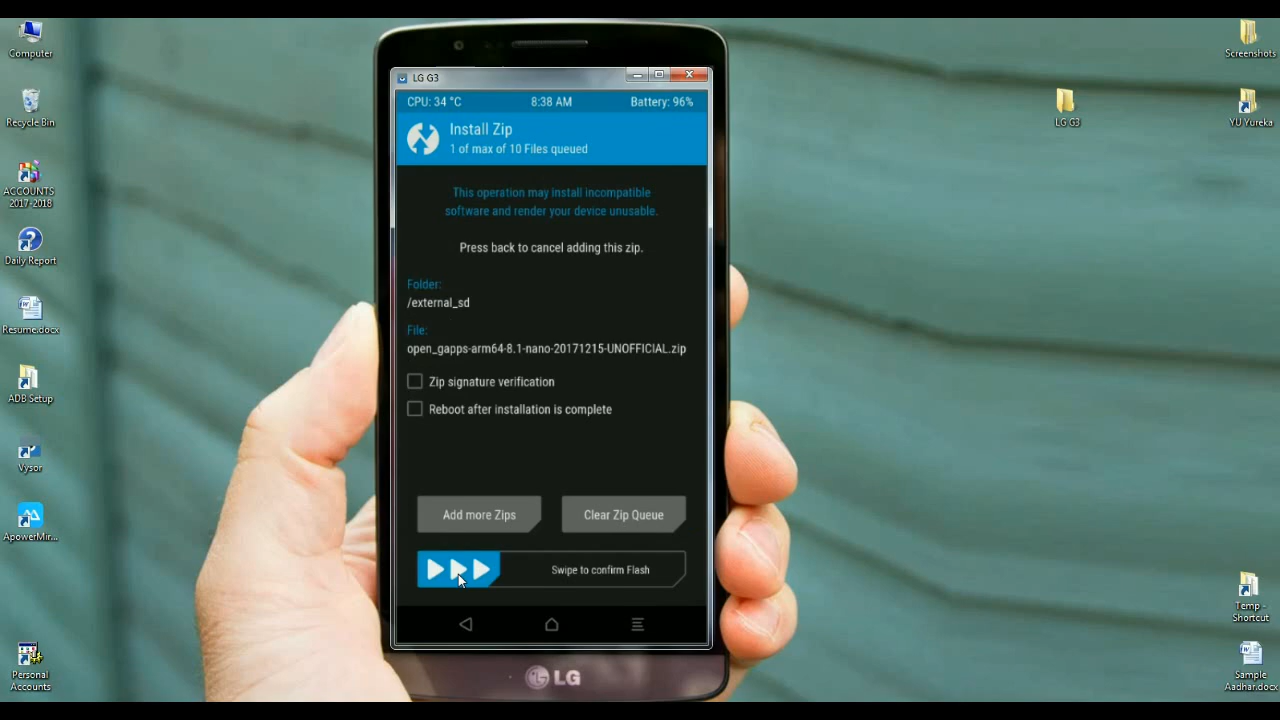 Computer
Recycle Bin
ACCOUNTS
2017-2018
Daily Report
Resume.docx
ADB Setup
Vysor
ApowerMir...
Personal
Accounts
LG G3
CPU: 34 °C
8:38 AM
Battery: 96%
Install Zip
1 of max of 10 Files queued
This operation may install incompatible
software and render your device unusable.
Press back to cancel adding this zip.
Folder:
/external_sd
File:
open_gapps-arm64-8.1-nano-20171215-UNOFFICIAL.zip
Zip signature verification
Reboot after installation is complete
Add more Zips
Clear Zip Queue
Swipe to confirm Flash
LG
LG G3
Screenshots
YU Yureka
Temp -
Shortcut
Sample
Aadhar.docx